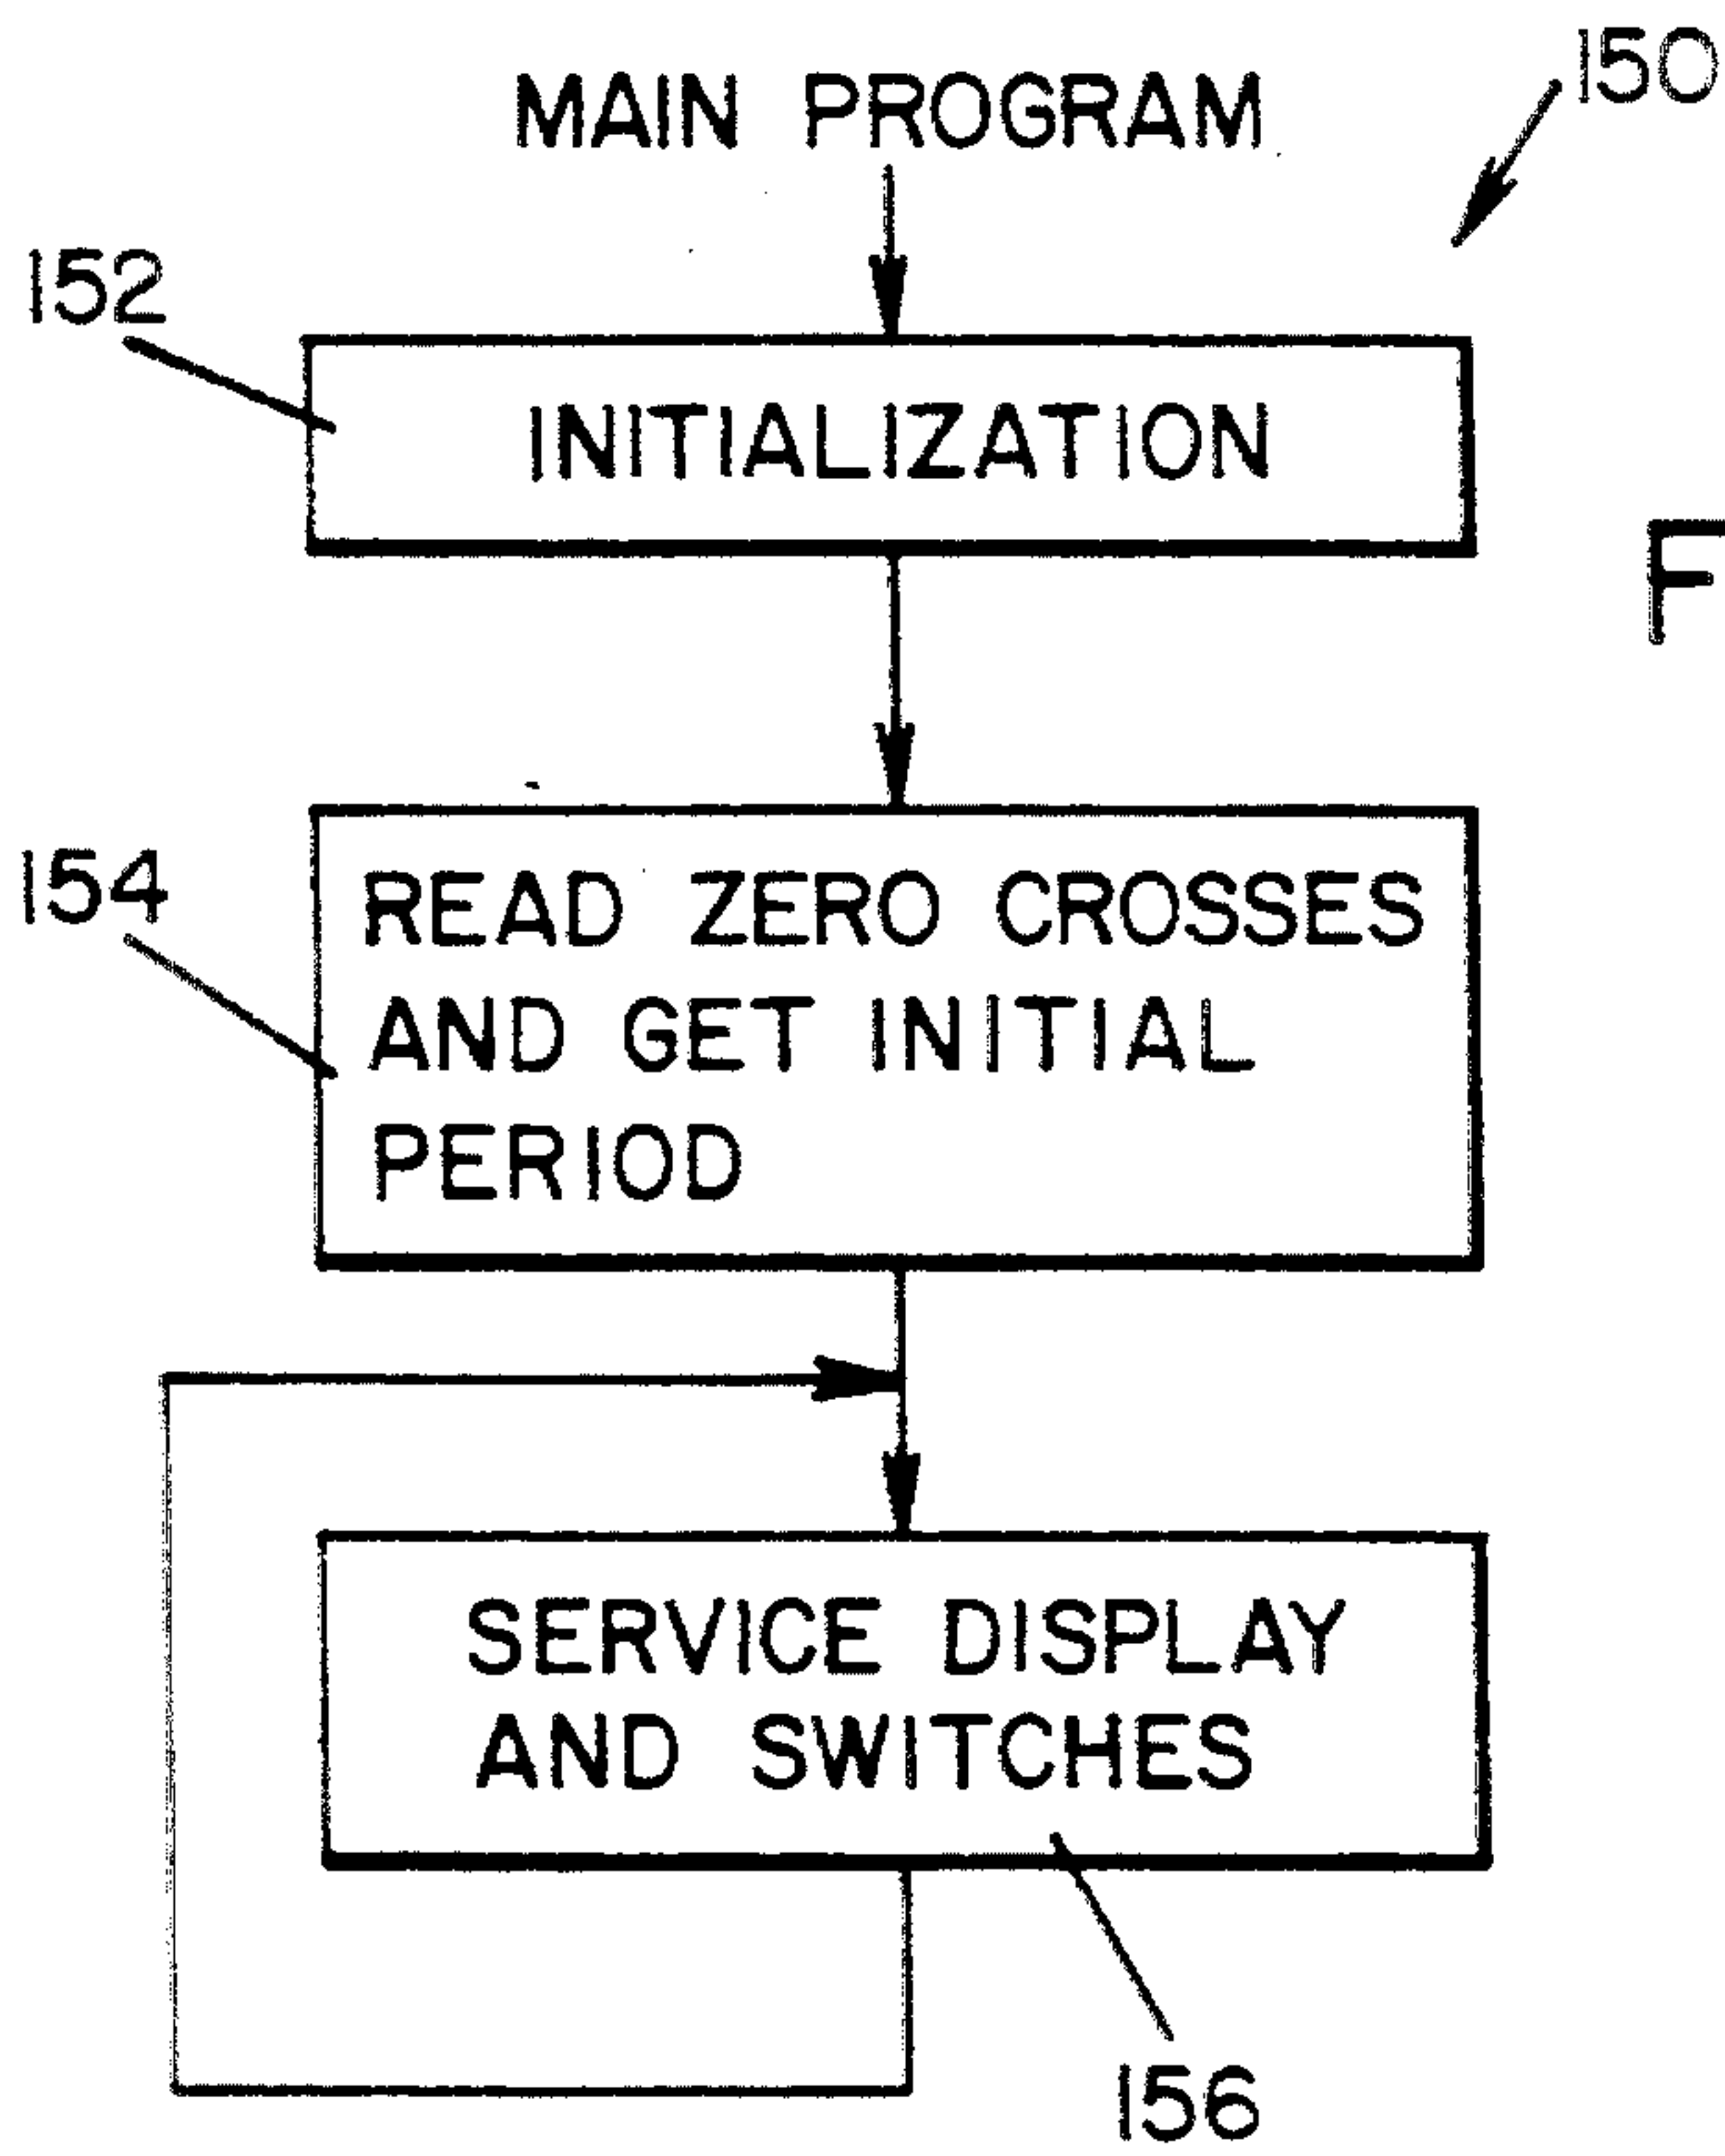 150
MAIN PROGRAM
152
INITIALIZATION
F
154
READ ZERO CROSSES
AND GET INITIAL
PERIOD
SERVICE DISPLAY
AND SWITCHES
156